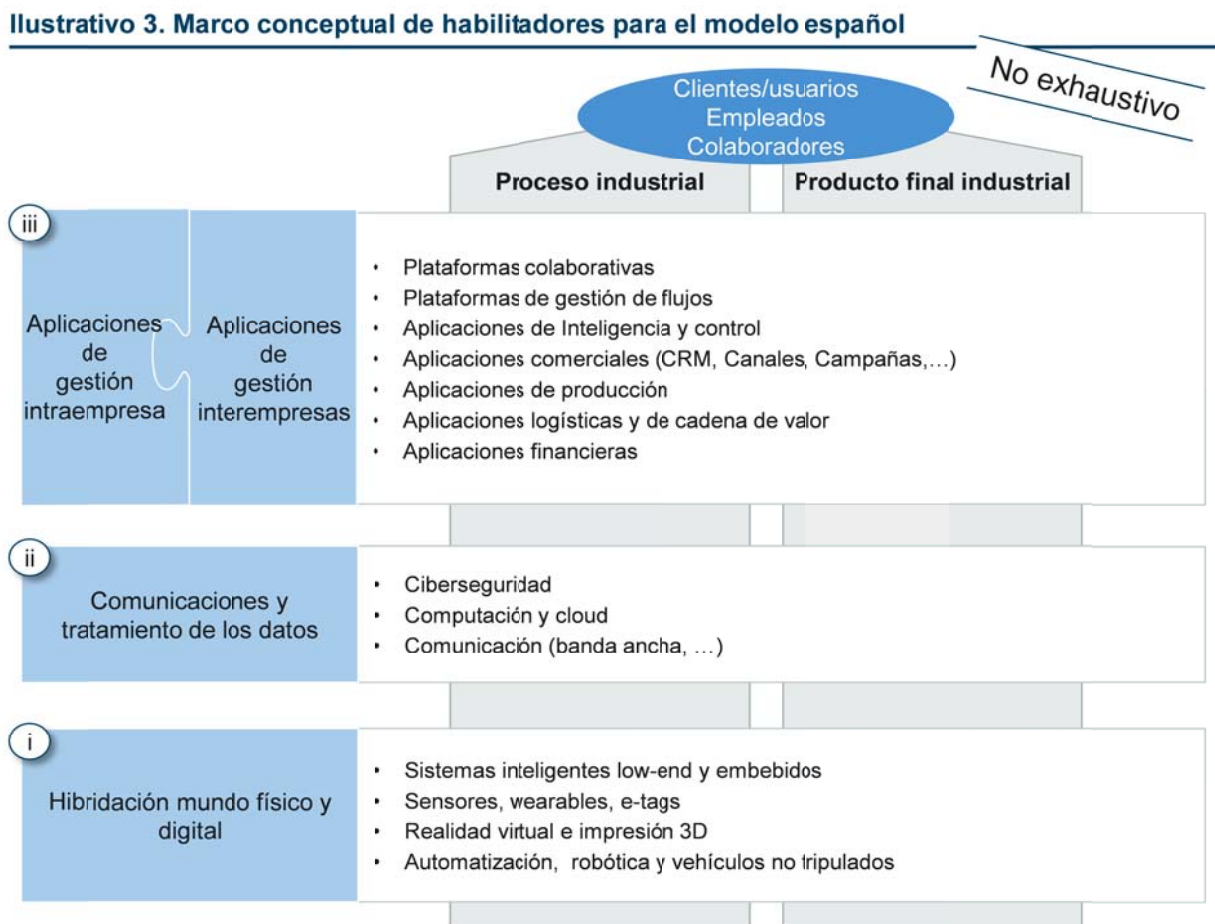 Ilustrativo 3. Marco conceptual de habilitadores para el modelo español
No exhaustivo
Clientes/usuarios
Empleados
Colaboradores
Proceso industrial
Producto final industrial
iii
Aplicaciones
de
gestión
intraempresa
Aplicaciones
de
gestión
interempresas
• Plataformas colaborativas
• Plataformas de gestión de flujos
• Aplicaciones de Inteligencia y control
• Aplicaciones comerciales (CRM, Canales, Campañas,…)
• Aplicaciones de producción
• Aplicaciones logísticas y de cadena de valor
• Aplicaciones financieras
ii
Comunicaciones y
tratamiento de los datos
• Ciberseguridad
• Computación y cloud
• Comunicación (banda ancha, …)
i
Hibridación mundo físico y
digital
• Sistemas inteligentes low-end y embebidos
• Sensores, wearables, e-tags
• Realidad virtual e impresión 3D
• Automatización, robótica y vehículos no tripulados